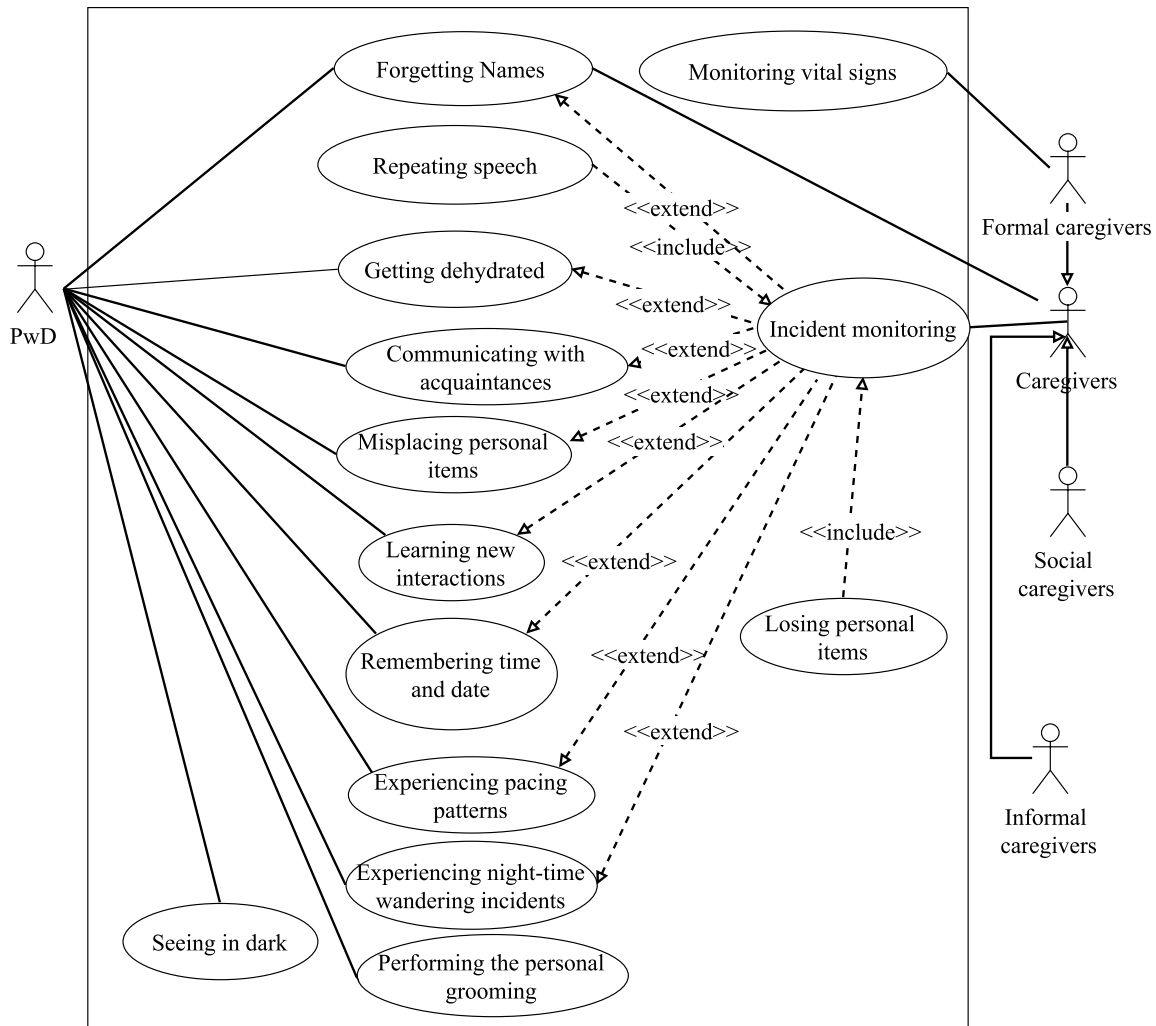 Forgetting Names
Monitoring vital signs
Repeating speech
<<extend>>
Formal caregivers
<<include>>
Getting dehydrated
PwD
<<extend>>
Incident monitoring
Communicating with
acquaintances
<<extend>>
Caregivers
<<extend>>
Misplacing personal
items
<<extend>>
Learning new
interactions
<<include>>
<<extend>>
Social
caregivers
Losing personal
items
Remembering time
and date
<<extend>>
<<extend>>
Experiencing pacing
patterns
Informal
caregivers
Experiencing night-time
wandering incidents
Seeing in dark
Performing the personal
grooming